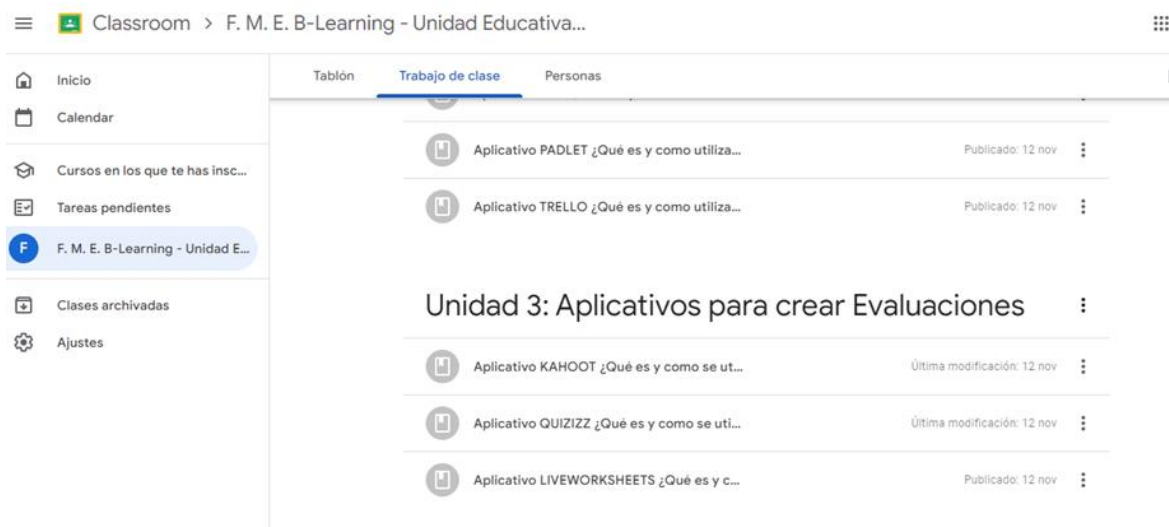 Classroom > F. M. E. B-Learning - Unidad Educativa...
Inicio
Calendar
Cursos en los que te has insc...
Tareas pendientes
F
F. M. E. B-Learning - Unidad E...
Clases archivadas
Ajustes
Tablón Trabajo de clase Personas
Aplicativo PADLET ¿Qué es y como utiliza... Publicado: 12 nov
Aplicativo TRELLO ¿Qué es y como utiliza... Publicado: 12 nov
Unidad 3: Aplicativos para crear Evaluaciones
Aplicativo KAHOOT ¿Qué es y como se ut... Última modificación: 12 nov
Aplicativo QUIZIZZ ¿Qué es y como se uti... Última modificación: 12 nov
Aplicativo LIVEWORKSHEETS ¿Qué es y c... Publicado: 12 nov